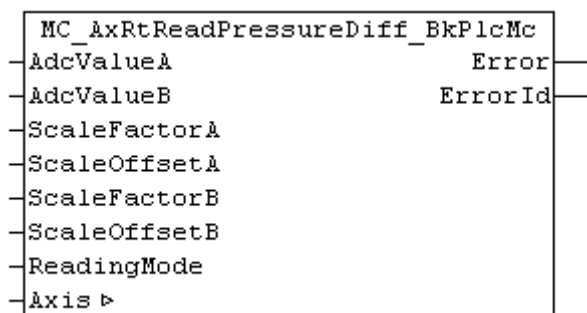 MC_AxRtReadPressureDiff_BkPlcMc
AdcValueA Error
AdcValueB ErrorId
ScaleFactorA
ScaleOffsetA
ScaleFactorB
ScaleOffsetB
ReadingMode
Axis ▷